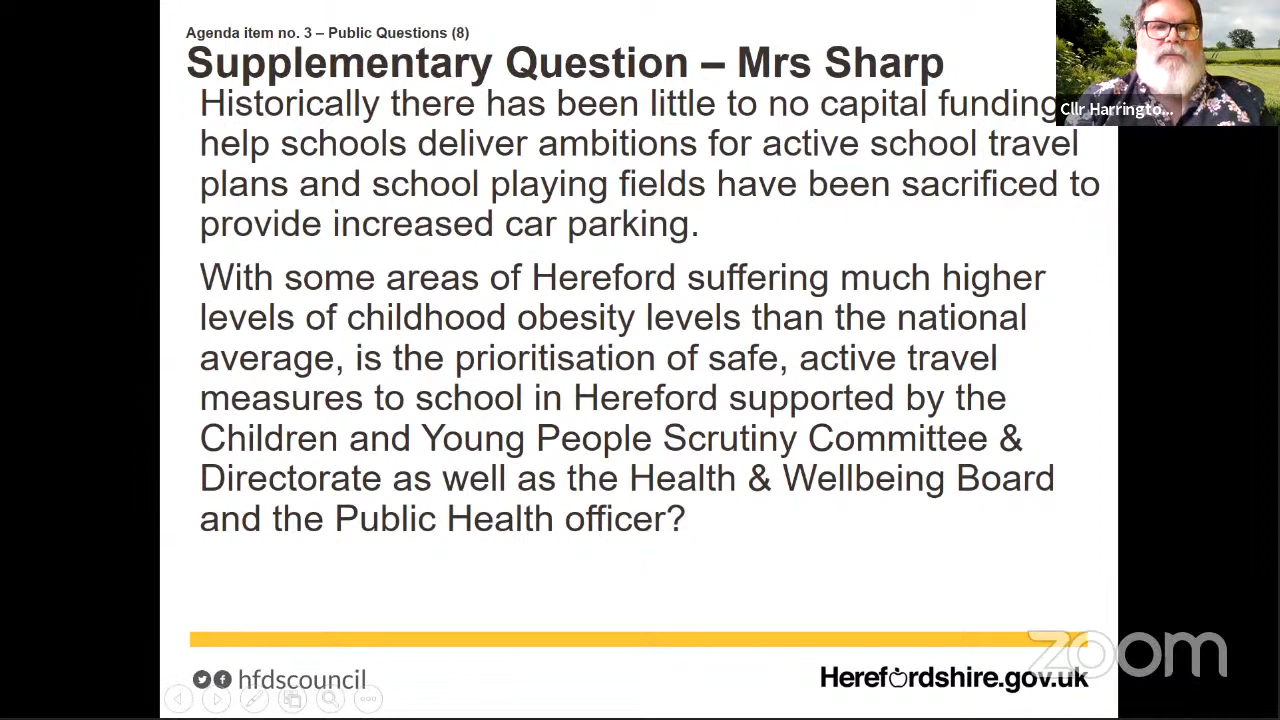 Agenda item no. 3 – Public Questions (8)
Supplementary Question – Mrs Sharp
Historically there has been little to no capital funding
help schools deliver ambitions for active school travel
plans and school playing fields have been sacrificed to
provide increased car parking.
With some areas of Hereford suffering much higher
levels of childhood obesity levels than the national
average, is the prioritisation of safe, active travel
measures to school in Hereford supported by the
Children and Young People Scrutiny Committee &
Directorate as well as the Health & Wellbeing Board
and the Public Health officer?
Cllr Harringto...
zoom
hfdscouncil
Herefordshire.gov.uk